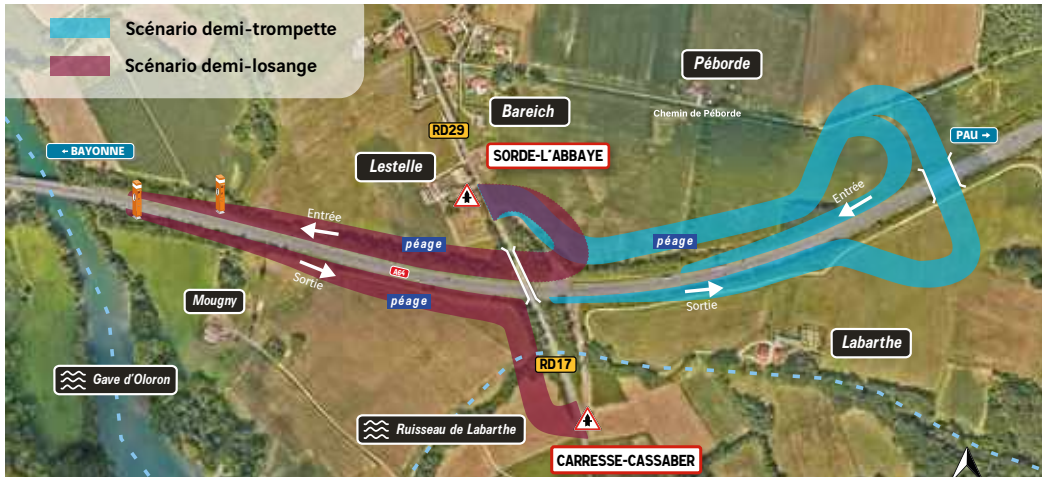 Scénario demi-trompette
Scénario demi-losange
Péborde
Bareich
Chemin de Péborde
RD29
PAU →
← BAYONNE
SORDE-L'ABBAYE
Lestelle
Entrée
Entrée
péage
péage
A64
Sortie
péage
Sortie
Mougny
Labarthe
RD17
Gave d'Oloron
Ruisseau de Labarthe
CARRESSE-CASSABER